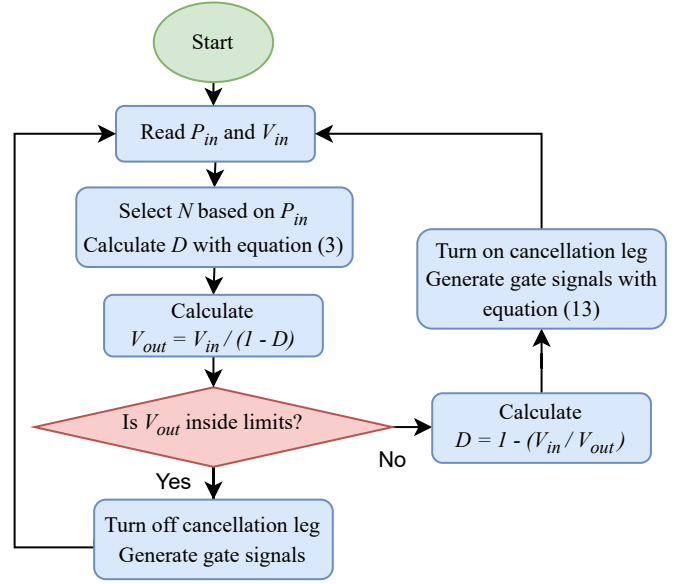 Start
Read P_in and V_in
Select N based on P_in
Calculate D with equation (3)
Calculate
V_out = V_in / (1 - D)
Is V_out inside limits?
Yes
No
Turn off cancellation leg
Generate gate signals
Calculate
D = 1 - (V_in / V_out)
Turn on cancellation leg
Generate gate signals with
equation (13)